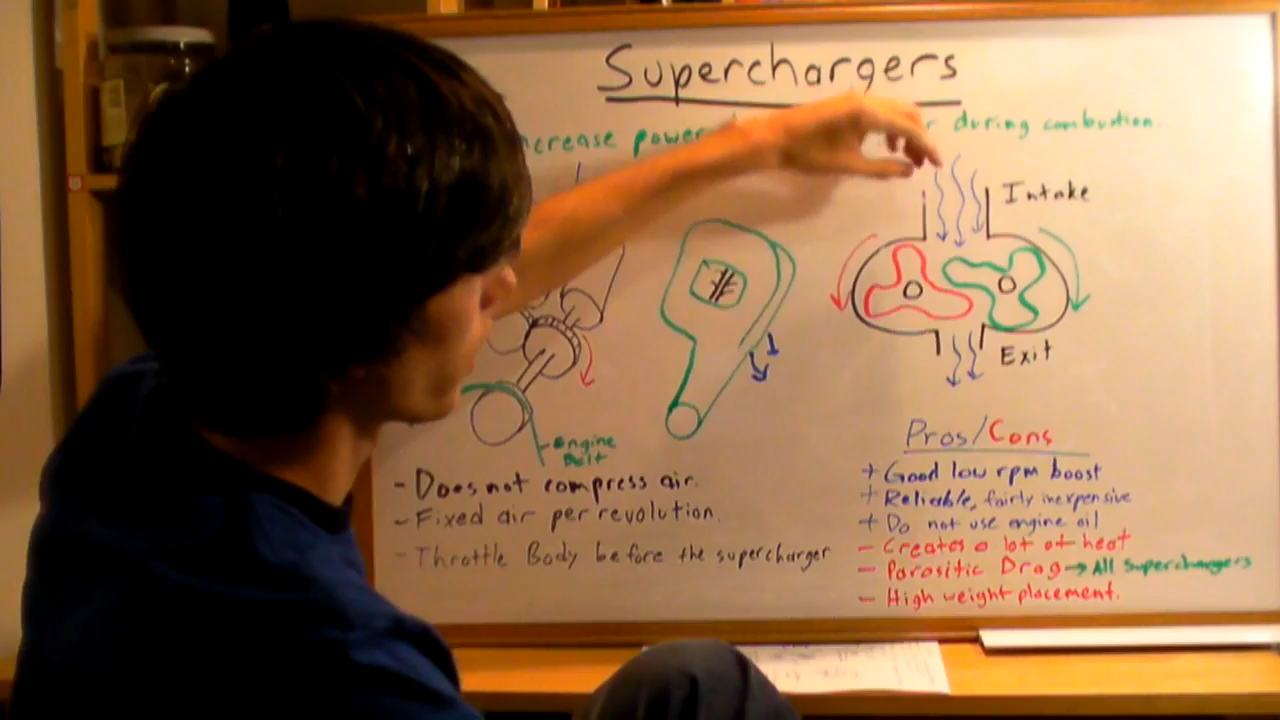 Superchargers
ncrease power r during combustion.
Intake
Exit
Engine
Belt
- Does not compress air.
- Fixed air per revolution.
- Throttle Body before the supercharger
Pros/Cons
+ Good low rpm boost
+ Reliable, fairly inexpensive
+ Do not use engine oil
- Creates a lot of heat
- Parasitic Drag → All Superchargers
- High weight placement.